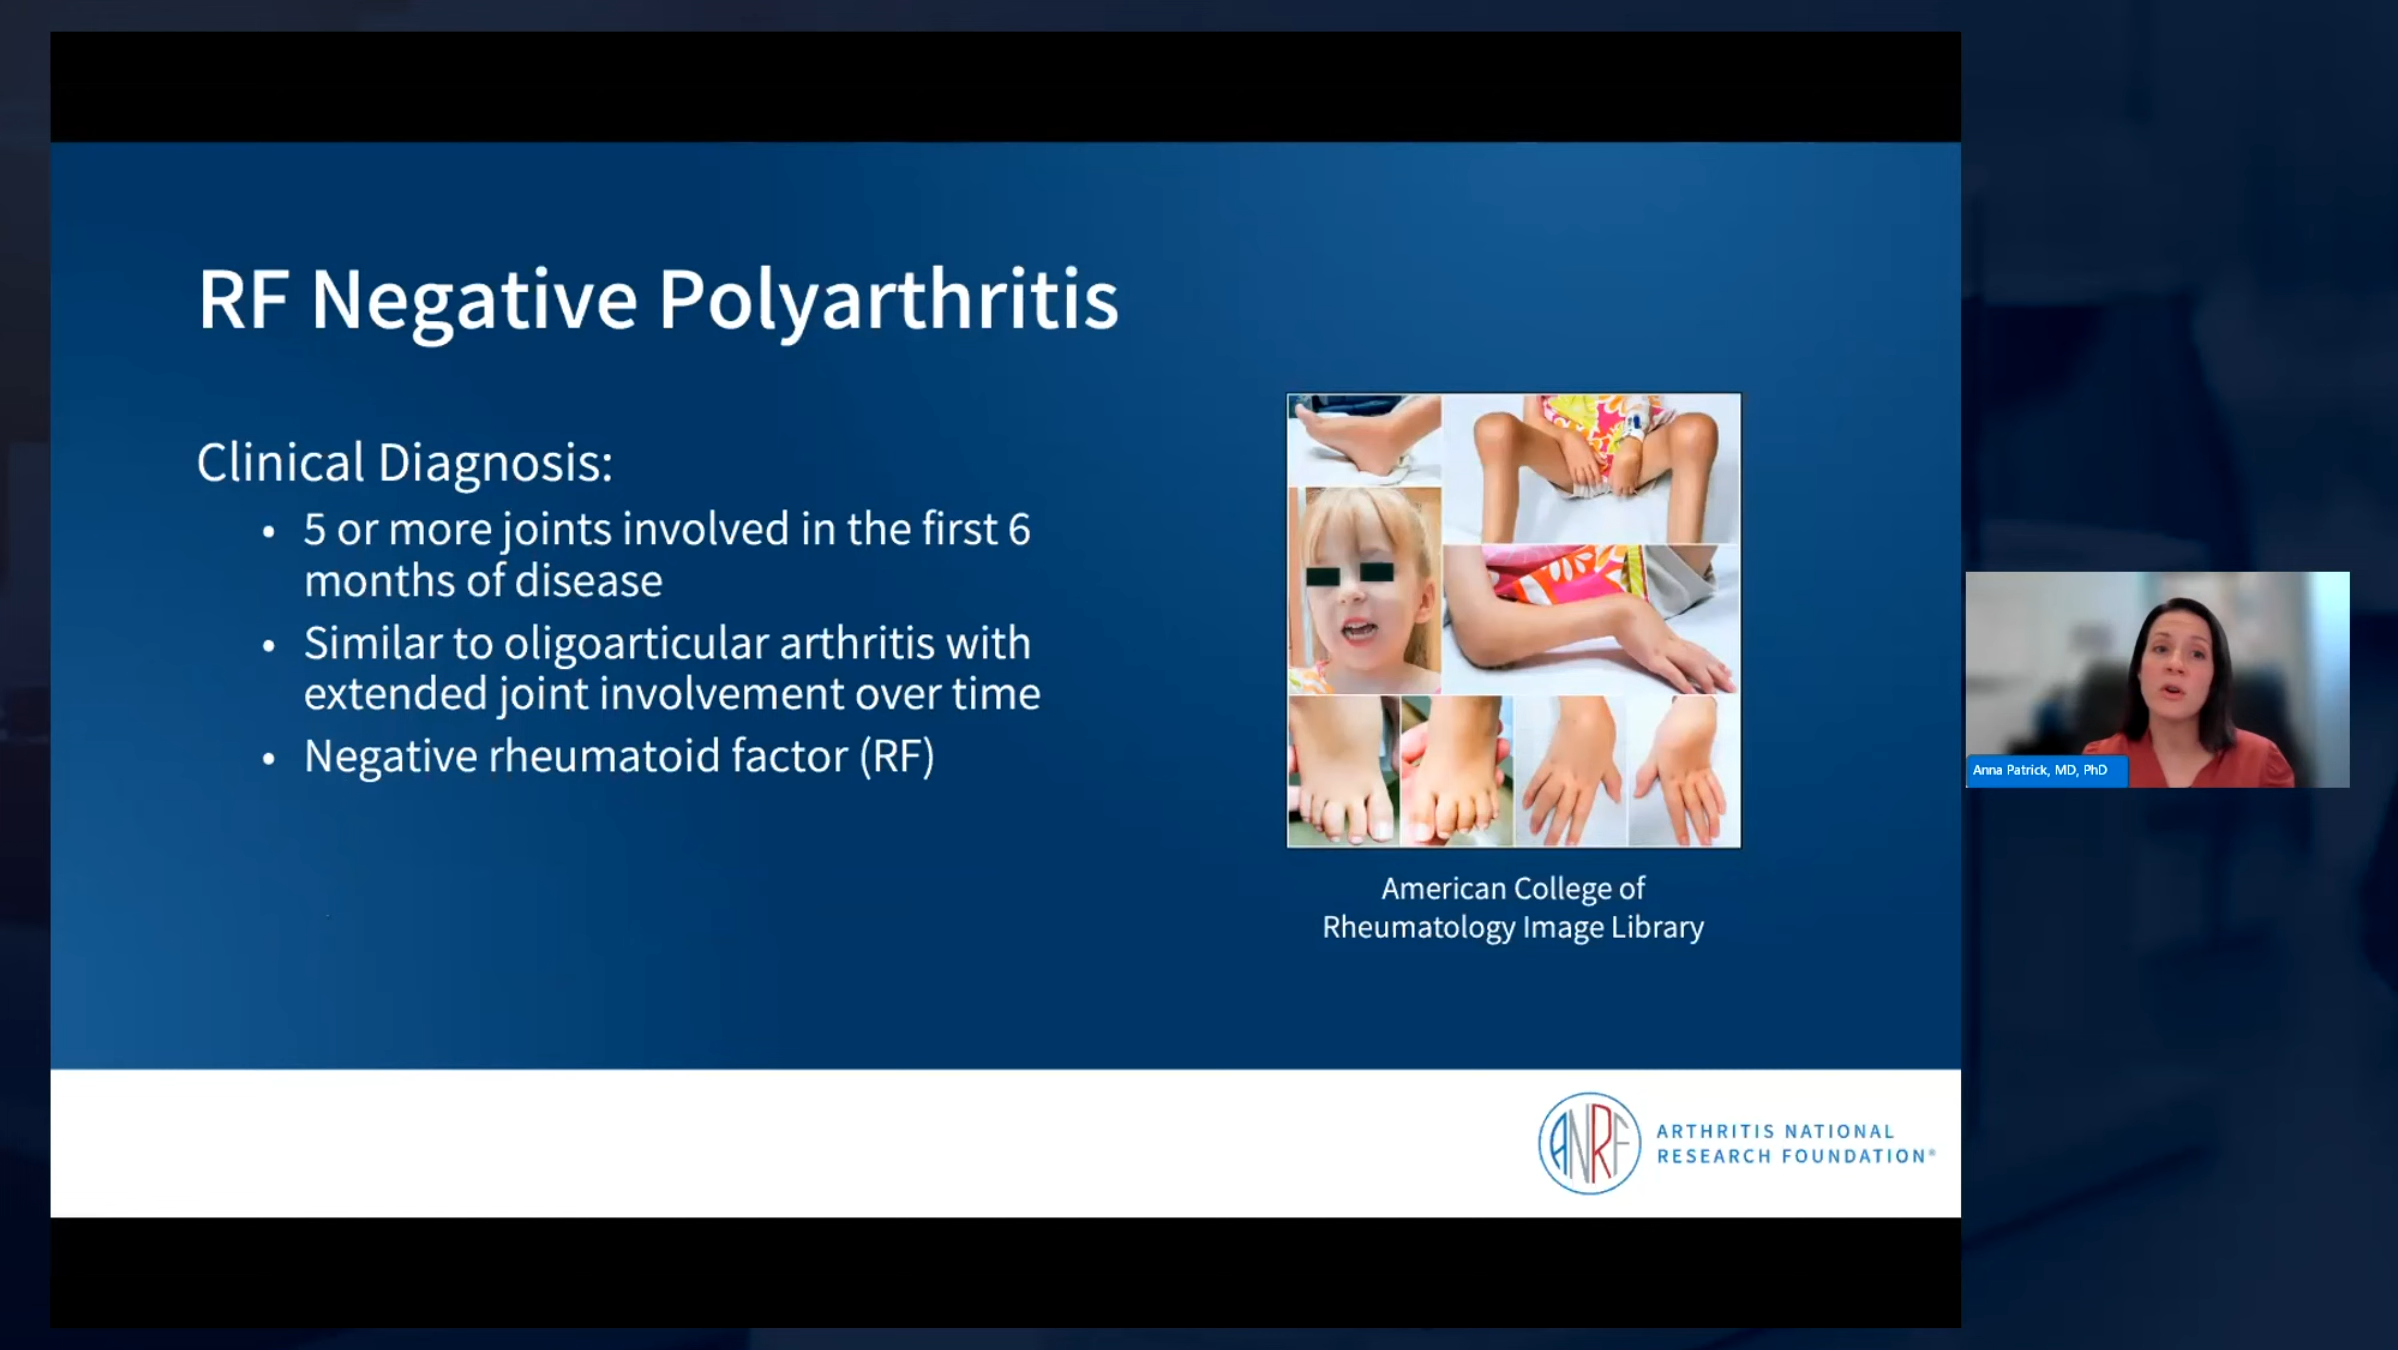 RF Negative Polyarthritis
Clinical Diagnosis:
• 5 or more joints involved in the first 6
months of disease
• Similar to oligoarticular arthritis with
extended joint involvement over time
• Negative rheumatoid factor (RF)
American College of
Rheumatology Image Library
Anna Patrick, MD, PhD
ANRF
ARTHRITIS NATIONAL
RESEARCH FOUNDATION®